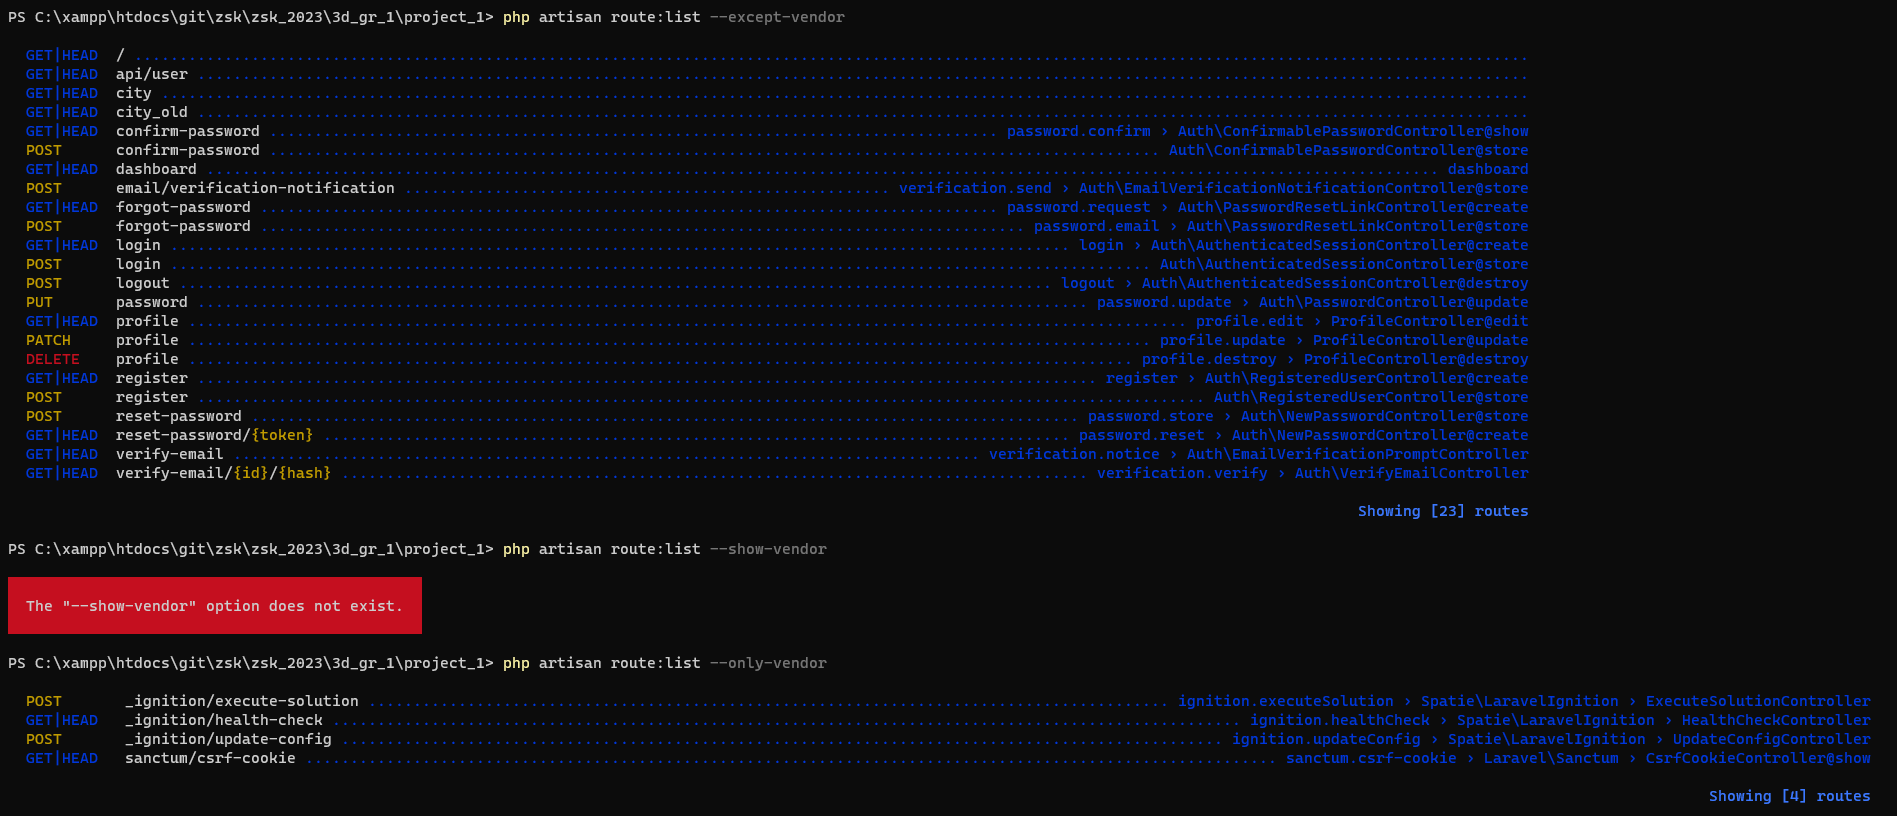 PS C:\xampp\htdocs\git\zsk\zsk_2023\3d_gr_1\project_1> php artisan route:list --except-vendor
GET|HEAD / ...
GET|HEAD api/user ...
GET|HEAD city ...
GET|HEAD city_old ...
GET|HEAD confirm-password ... password.confirm › Auth\ConfirmablePasswordController@show
POST confirm-password ... Auth\ConfirmablePasswordController@store
GET|HEAD dashboard ... dashboard
POST email/verification-notification ... verification.send › Auth\EmailVerificationNotificationController@store
GET|HEAD forgot-password ... password.request › Auth\PasswordResetLinkController@create
POST forgot-password ... password.email › Auth\PasswordResetLinkController@store
GET|HEAD login ... login › Auth\AuthenticatedSessionController@create
POST login ... Auth\AuthenticatedSessionController@store
POST logout ... logout › Auth\AuthenticatedSessionController@destroy
PUT password ... password.update › Auth\PasswordController@update
GET|HEAD profile ... profile.edit › ProfileController@edit
PATCH profile ... profile.update › ProfileController@update
DELETE profile ... profile.destroy › ProfileController@destroy
GET|HEAD register ... register › Auth\RegisteredUserController@create
POST register ... Auth\RegisteredUserController@store
POST reset-password ... password.store › Auth\NewPasswordController@store
GET|HEAD reset-password/{token} ... password.reset › Auth\NewPasswordController@create
GET|HEAD verify-email ... verification.notice › Auth\EmailVerificationPromptController
GET|HEAD verify-email/{id}/{hash} ... verification.verify › Auth\VerifyEmailController
Showing [23] routes
PS C:\xampp\htdocs\git\zsk\zsk_2023\3d_gr_1\project_1> php artisan route:list --show-vendor
The "--show-vendor" option does not exist.
PS C:\xampp\htdocs\git\zsk\zsk_2023\3d_gr_1\project_1> php artisan route:list --only-vendor
POST _ignition/execute-solution ... ignition.executeSolution › Spatie\LaravelIgnition › ExecuteSolutionController
GET|HEAD _ignition/health-check ... ignition.healthCheck › Spatie\LaravelIgnition › HealthCheckController
POST _ignition/update-config ... ignition.updateConfig › Spatie\LaravelIgnition › UpdateConfigController
GET|HEAD sanctum/csrf-cookie ... sanctum.csrf-cookie › Laravel\Sanctum › CsrfCookieController@show
Showing [4] routes